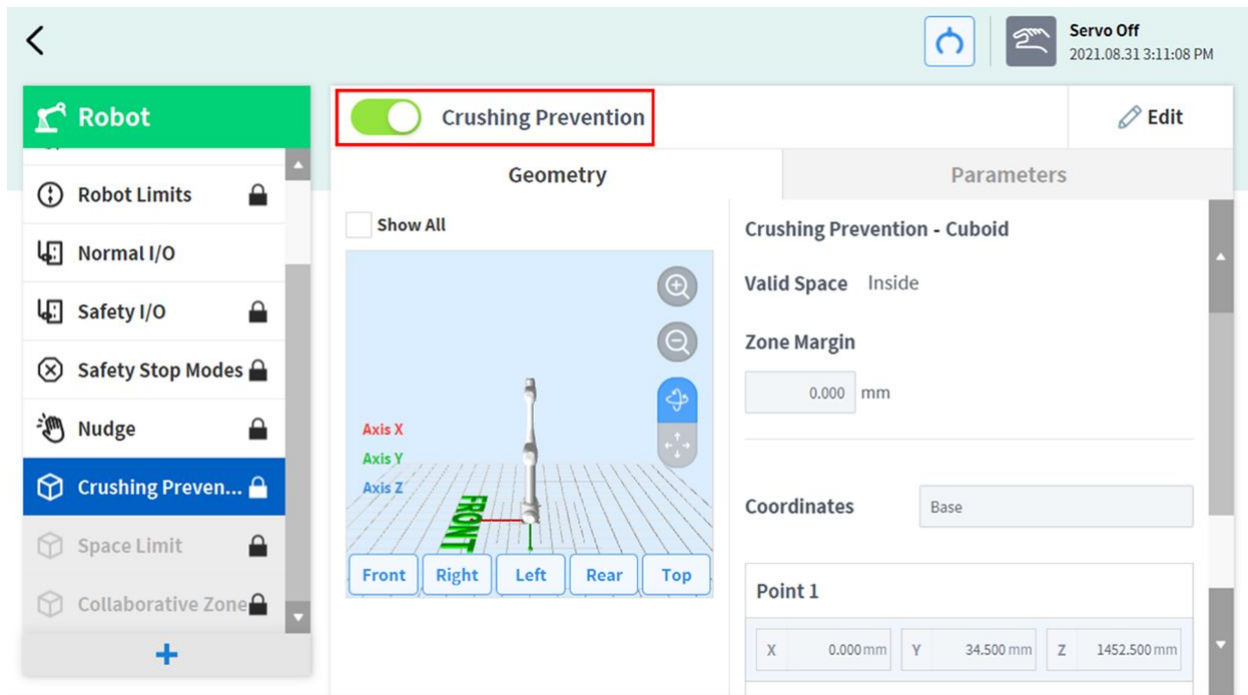 Servo Off
2021.08.31 3:11:08 PM
Robot
Robot Limits
Normal I/O
Safety I/O
Safety Stop Modes
Nudge
Crushing Preven...
Space Limit
Collaborative Zone
+
Crushing Prevention
Edit
Geometry
Parameters
Show All
Axis X
Axis Y
Axis Z
FRONT
Front Right Left Rear Top
Crushing Prevention - Cuboid
Valid Space Inside
Zone Margin
0.000 mm
Coordinates Base
Point 1
X 0.000 mm Y 34.500 mm Z 1452.500 mm